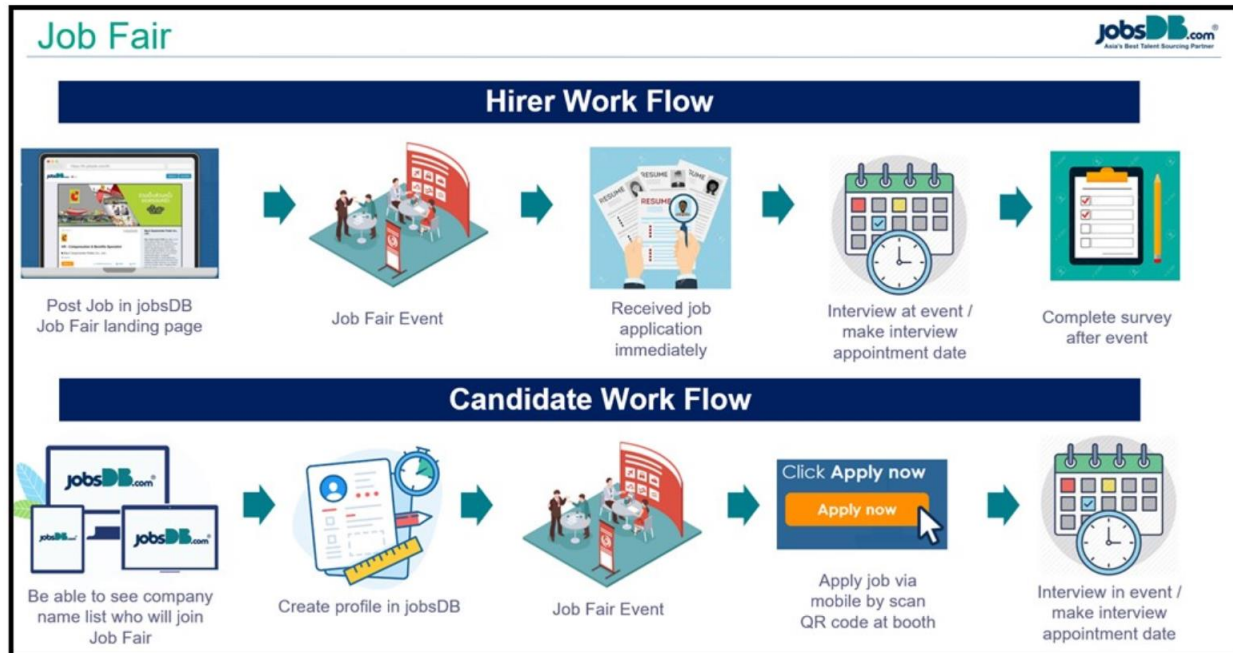 Job Fair
jobsDB.com
Asia's Best Talent Sourcing Partner
Hirer Work Flow
RESUME
RESUME
RESUME
Post Job in jobsDB
Job Fair landing page
Job Fair Event
Received job
application
immediately
Interview at event /
make interview
appointment date
Complete survey
after event
Candidate Work Flow
jobsDB.com®
jobsDB.com
jobsDB.com®
Click Apply now
Apply now
Be able to see company
name list who will join
Job Fair
Create profile in jobsDB
Job Fair Event
Apply job via
mobile by scan
QR code at booth
Interview in event /
make interview
appointment date